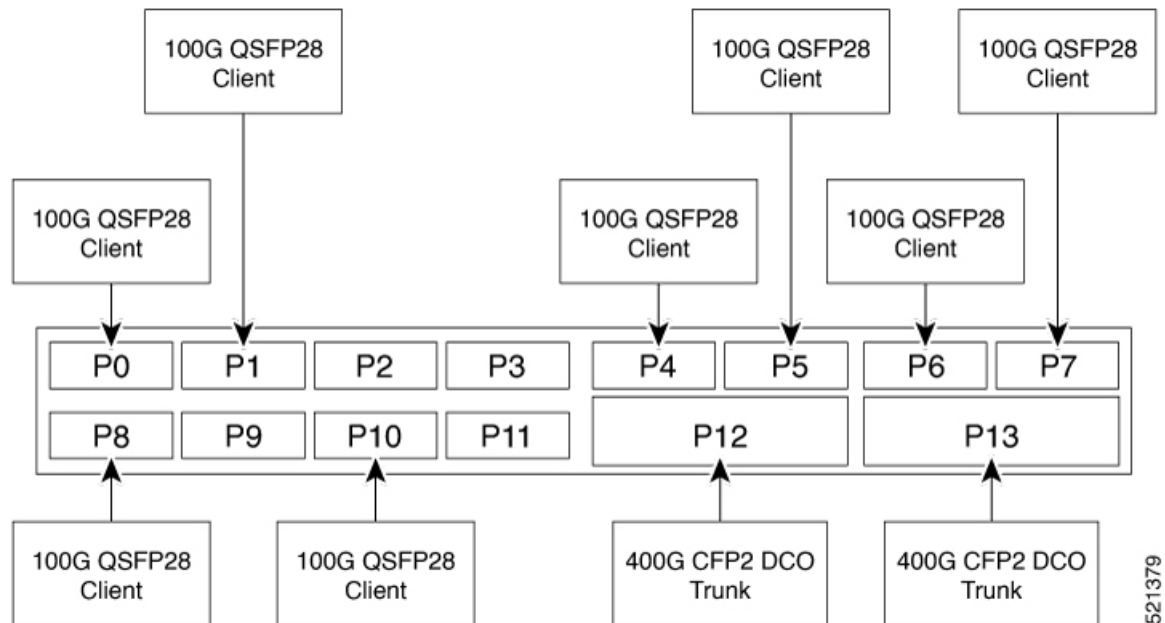 100G QSFP28
Client
100G QSFP28
Client
100G QSFP28
Client
100G QSFP28
Client
100G QSFP28
Client
100G QSFP28
Client
P0
P1
P2
P3
P4
P5
P6
P7
P8
P9
P10
P11
P12
P13
100G QSFP28
Client
100G QSFP28
Client
400G CFP2 DCO
Trunk
400G CFP2 DCO
Trunk
521379